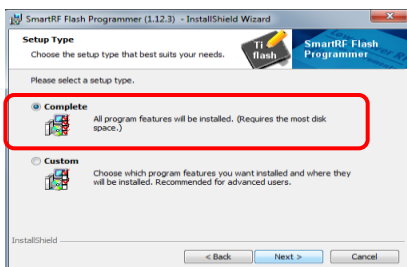 SmartRF Flash Programmer (1.12.3) - InstallShield Wizard
Setup Type
Choose the setup type that best suits your needs.
Ti
flash
SmartRF Flash
Programmer
Please select a setup type.
Complete
All program features will be installed. (Requires the most disk
space.)
Custom
Choose which program features you want installed and where they
will be installed. Recommended for advanced users.
InstallShield
< Back
Next >
Cancel